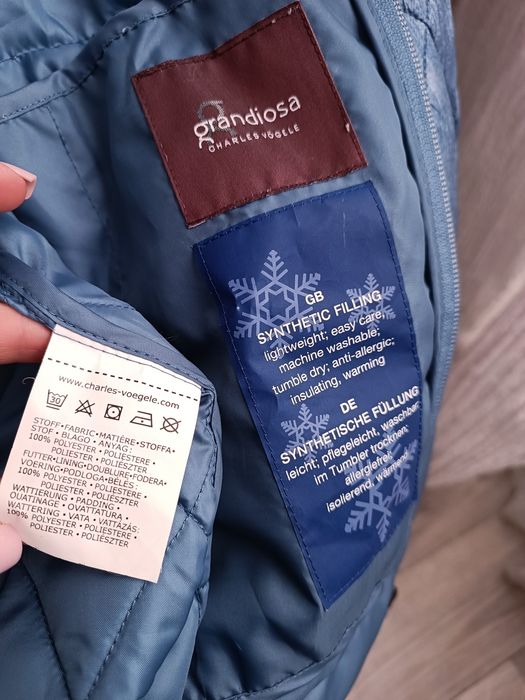 grandiosa
CHARLES VÖGELE
GB
SYNTHETIC FILLING
lightweight; easy care;
machine washable;
tumble dry; anti-allergic;
insulating, warming
DE
SYNTHETISCHE FÜLLUNG
leicht; pflegeleicht, waschbar;
im Tumbler trocknen;
allergiefrei;
isolierend, wärmend
www.charles-voegele.com
30
STOFF·FABRIC·MATIÈRE·STOFFA·
STOF · BLAGO · ANYAG:
100% POLYESTER · POLIESTERE ·
POLIESTER · POLIÉSZTER
FUTTER·LINING·DOUBLURE·FODERA·
VOERING·PODLOGA·BÉLÉS:
100% POLYESTER · POLIESTERE ·
POLIESTER · POLIÉSZTER
WATTIERUNG · PADDING ·
OUATINAGE · OVATTATURA ·
WATTERING · VATA · VATTÁZÁS:
100% POLYESTER · POLIESTERE ·
POLIESTER · POLIÉSZTER